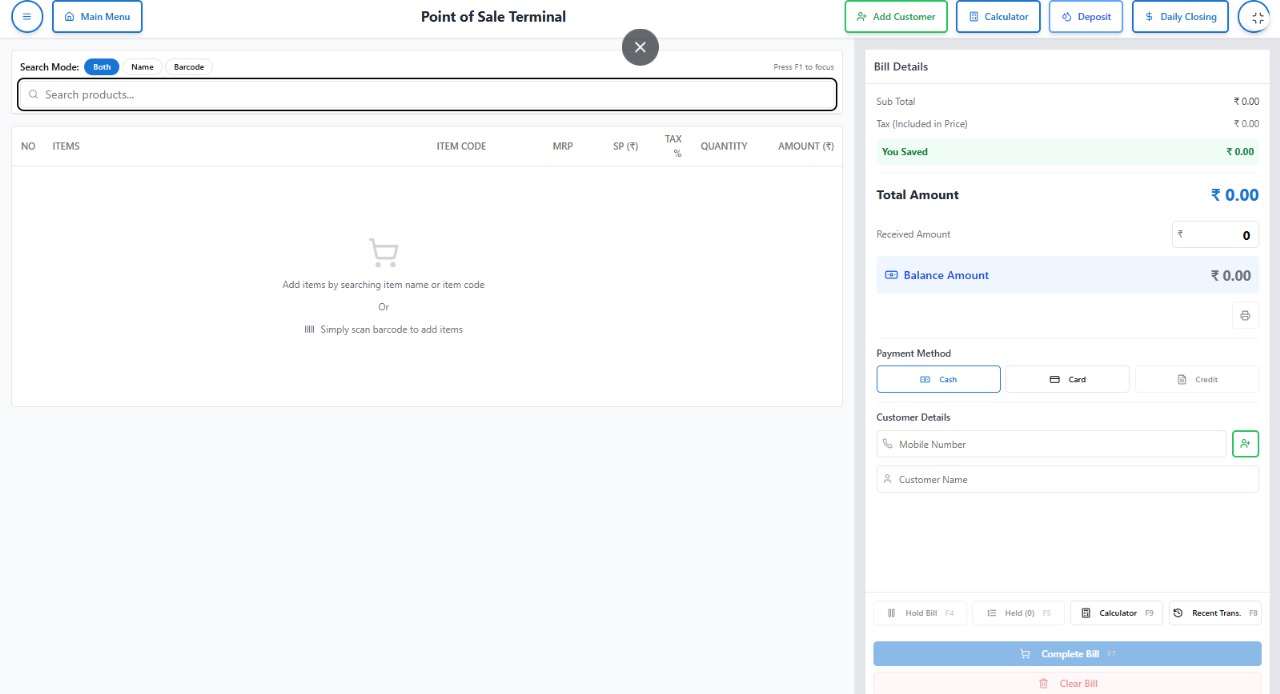 Main Menu
Point of Sale Terminal
Add Customer
Calculator
Deposit
$ Daily Closing
Search Mode: Both Name Barcode
Press F1 to focus
Search products...
NO ITEMS ITEM CODE MRP SP (₹) TAX % QUANTITY AMOUNT (₹)
Add items by searching item name or item code
Or
Simply scan barcode to add items
Bill Details
Sub Total ₹ 0.00
Tax (Included in Price) ₹ 0.00
You Saved ₹ 0.00
Total Amount ₹ 0.00
Received Amount ₹ 0
Balance Amount ₹ 0.00
Payment Method
Cash Card Credit
Customer Details
Mobile Number
Customer Name
Hold Bill F4 Held (0) F5 Calculator F9 Recent Trans. F8
Complete Bill F7
Clear Bill